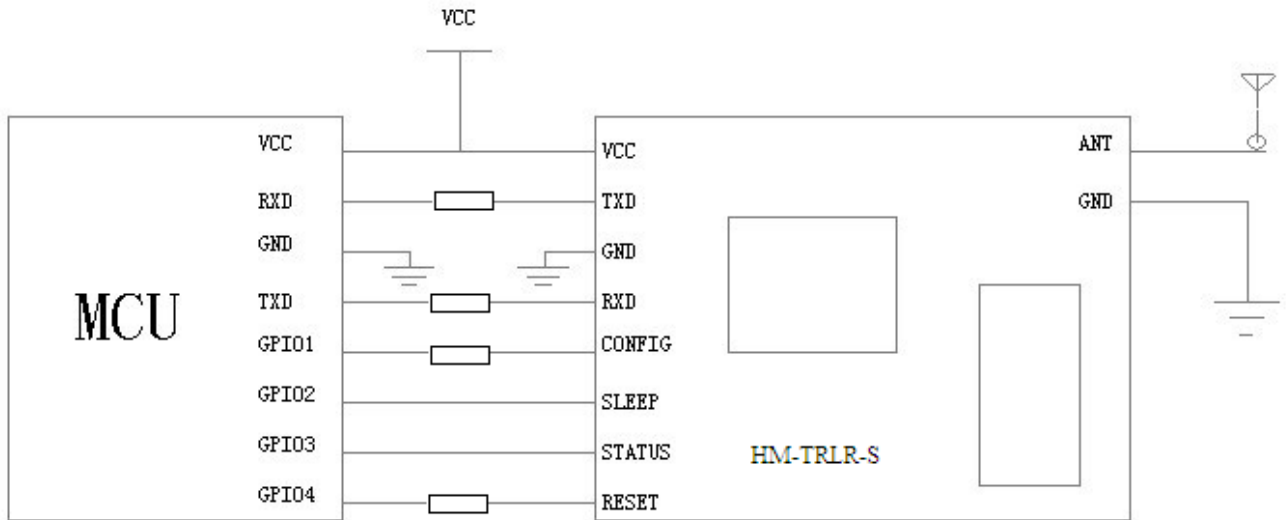 VCC
VCC
RXD
GND
TXD
GPIO1
GPIO2
GPIO3
GPIO4
MCU
VCC
TXD
GND
RXD
CONFIG
SLEEP
STATUS
RESET
HM-TRLR-S
ANT
GND